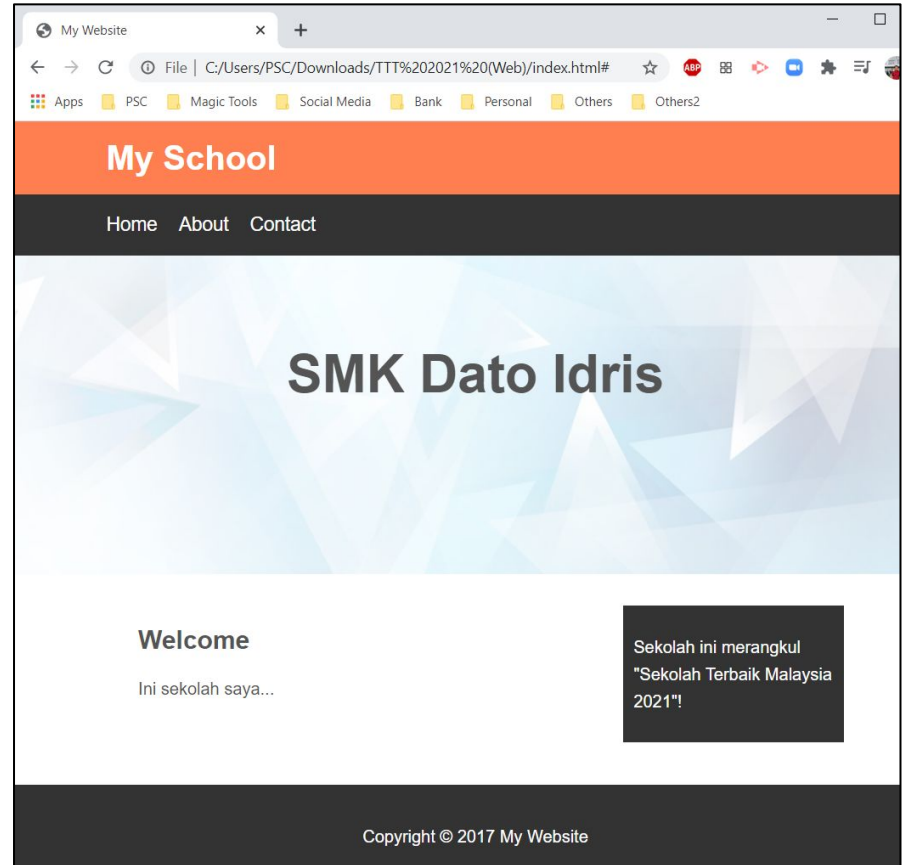 My Website
File | C:/Users/PSC/Downloads/TTT%202021%20(Web)/index.html#
ABP
Apps PSC Magic Tools Social Media Bank Personal Others Others2
My School
Home About Contact
SMK Dato Idris
Welcome
Ini sekolah saya...
Sekolah ini merangkul
"Sekolah Terbaik Malaysia
2021"!
Copyright © 2017 My Website